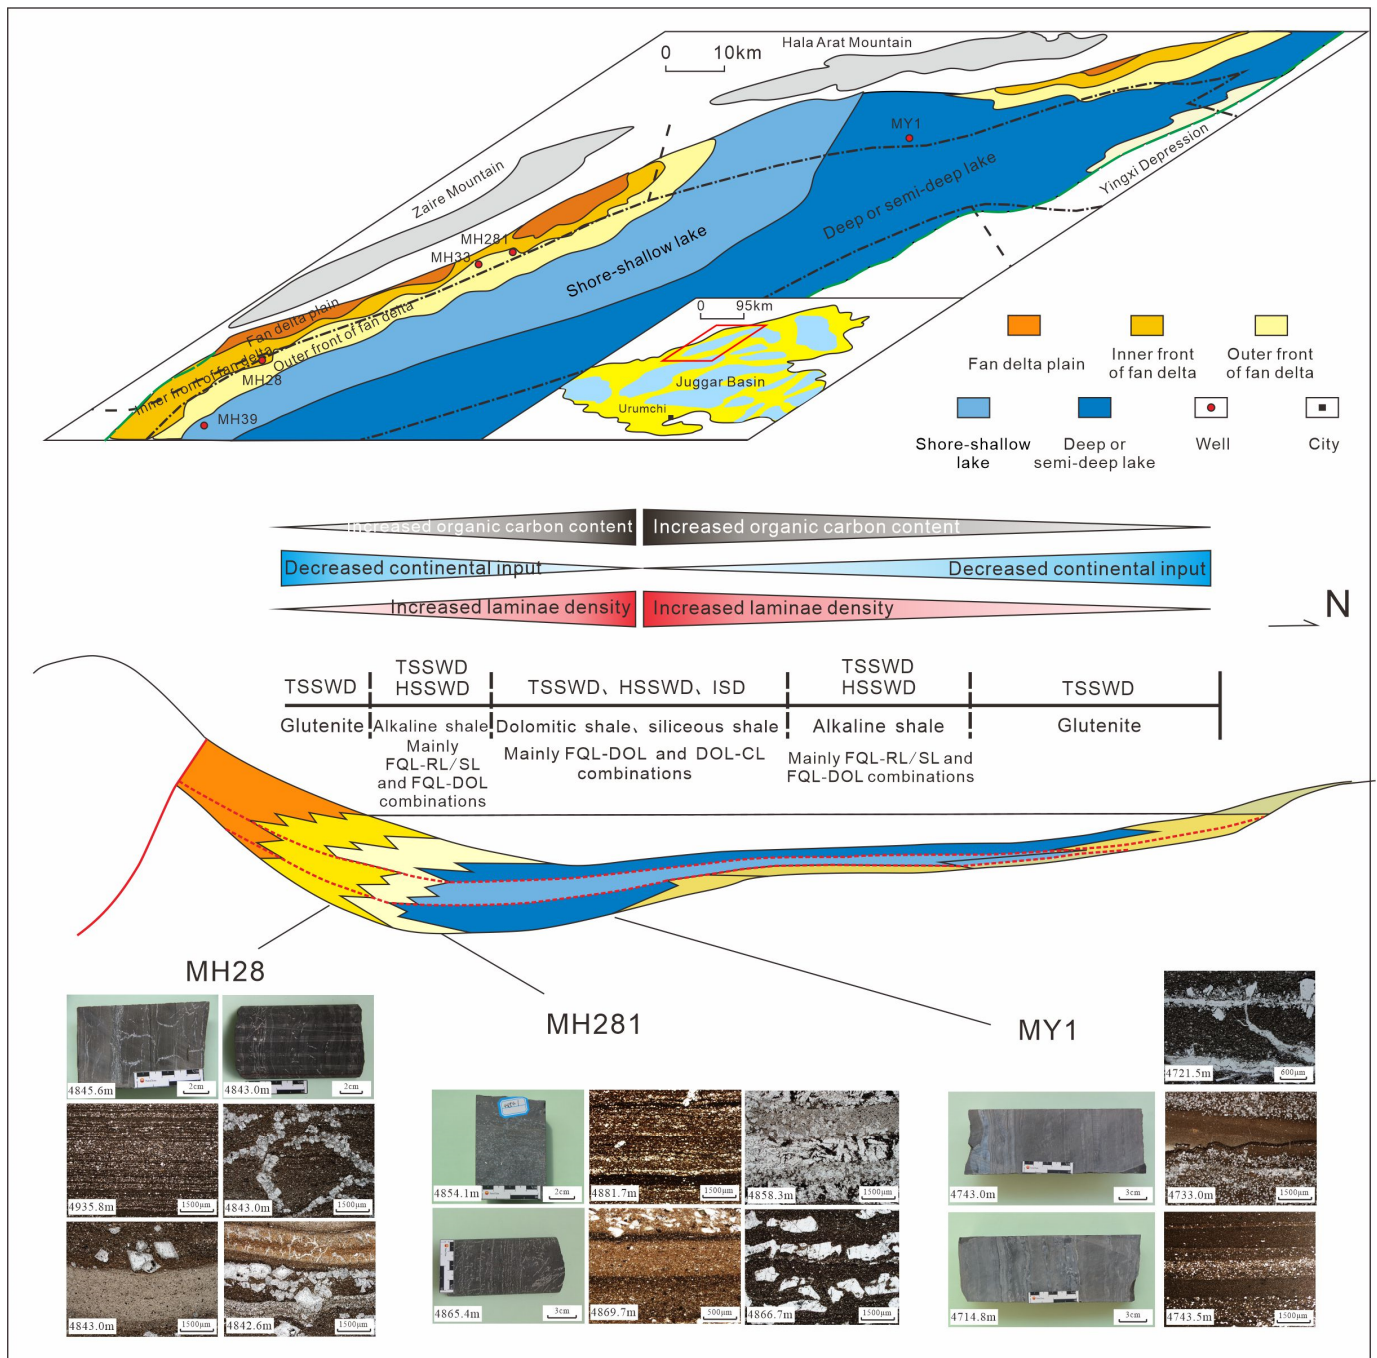 0 10km
Hala Arat Mountain
MY1
Zaire Mountain
Yingxi Depression
Deep or semi-deep lake
MH281
MH33
Shore-shallow lake
Fan delta plain
Outer front of fan delta
Inner front of fan delta
MH28
MH39
0 95km
Juggar Basin
Urumchi
Fan delta plain
Inner front
of fan delta
Outer front
of fan delta
Shore-shallow
lake
Deep or
semi-deep lake
Well
City
Increased organic carbon content
Increased organic carbon content
Decreased continental input
Decreased continental input
Increased laminae density
Increased laminae density
N
TSSWD
TSSWD
HSSWD
TSSWD、HSSWD、ISD
TSSWD
HSSWD
TSSWD
Glutenite
Alkaline shale
Mainly
FQL-RL/SL
and FQL-DOL
combinations
Dolomitic shale、siliceous shale
Mainly FQL-DOL and DOL-CL
combinations
Alkaline shale
Mainly FQL-RL/SL and
FQL-DOL combinations
Glutenite
MH28
MH281
MY1
4845.6m 2cm
4843.0m 2cm
4935.8m 1500μm
4843.0m 1500μm
4843.0m 1500μm
4842.6m 1500μm
4854.1m 2cm
4881.7m 1500μm
4858.3m 1500μm
4865.4m 3cm
4869.7m 500μm
4866.7m 1500μm
4721.5m 600μm
4743.0m 3cm
4733.0m 1500μm
4714.8m 3cm
4743.5m 1500μm